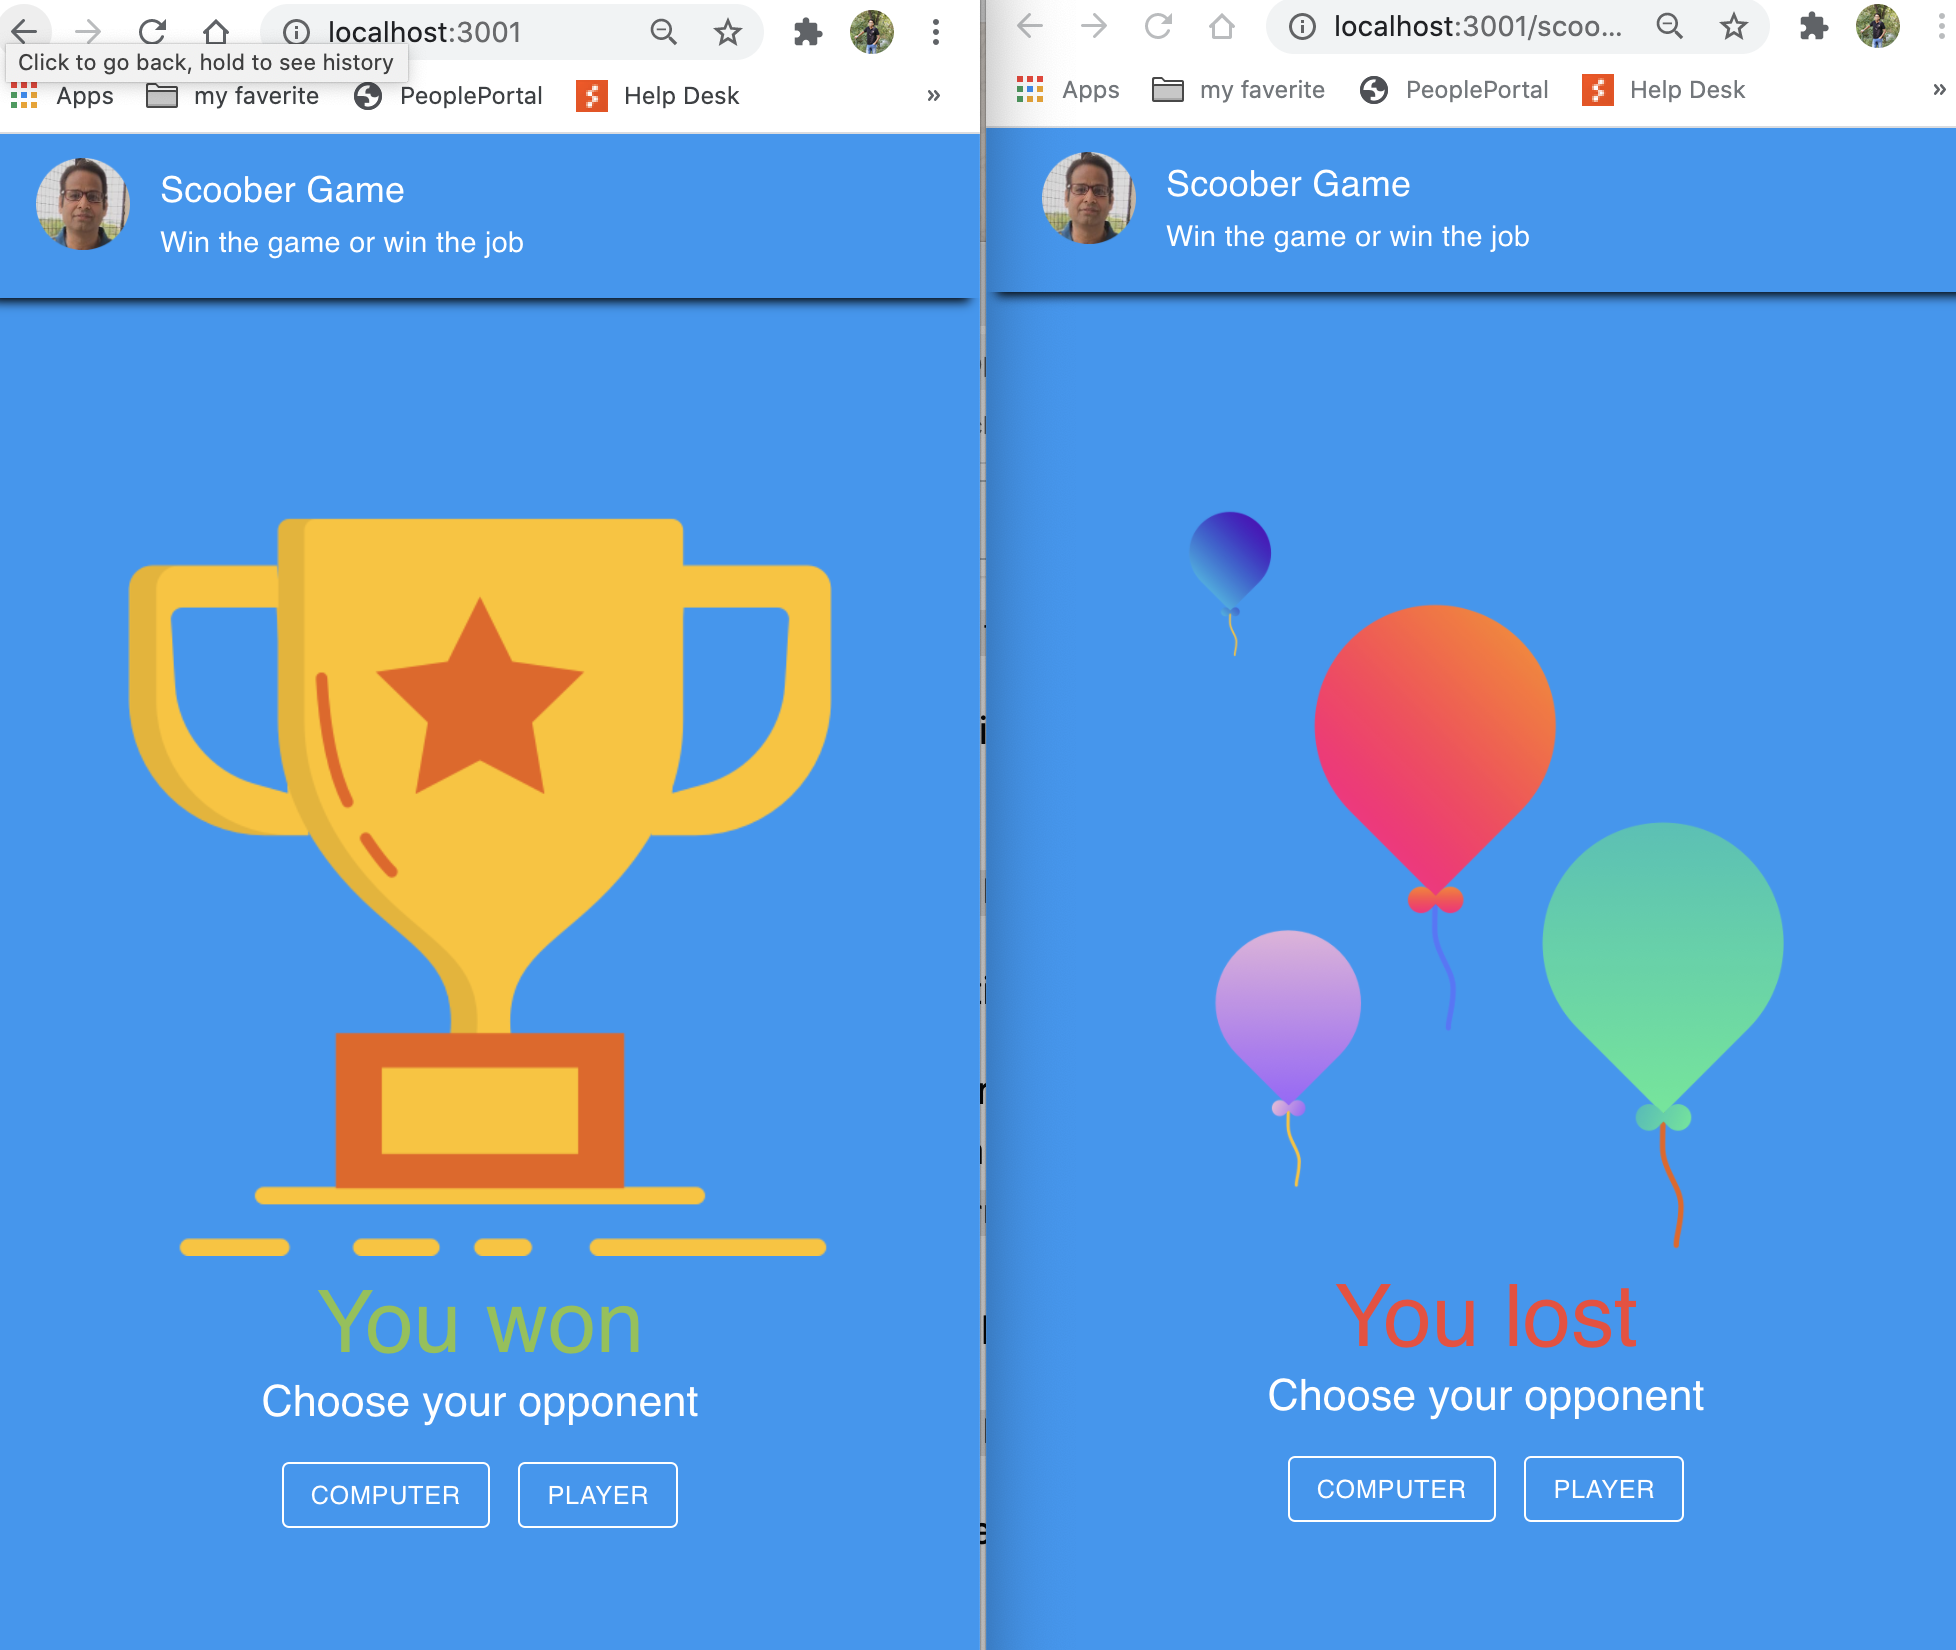 localhost:3001
Click to go back, hold to see history
Apps my faverite PeoplePortal Help Desk »
Scoober Game
Win the game or win the job
You won
Choose your opponent
COMPUTER PLAYER
localhost:3001/scoo...
Apps my faverite PeoplePortal Help Desk »
Scoober Game
Win the game or win the job
You lost
Choose your opponent
COMPUTER PLAYER